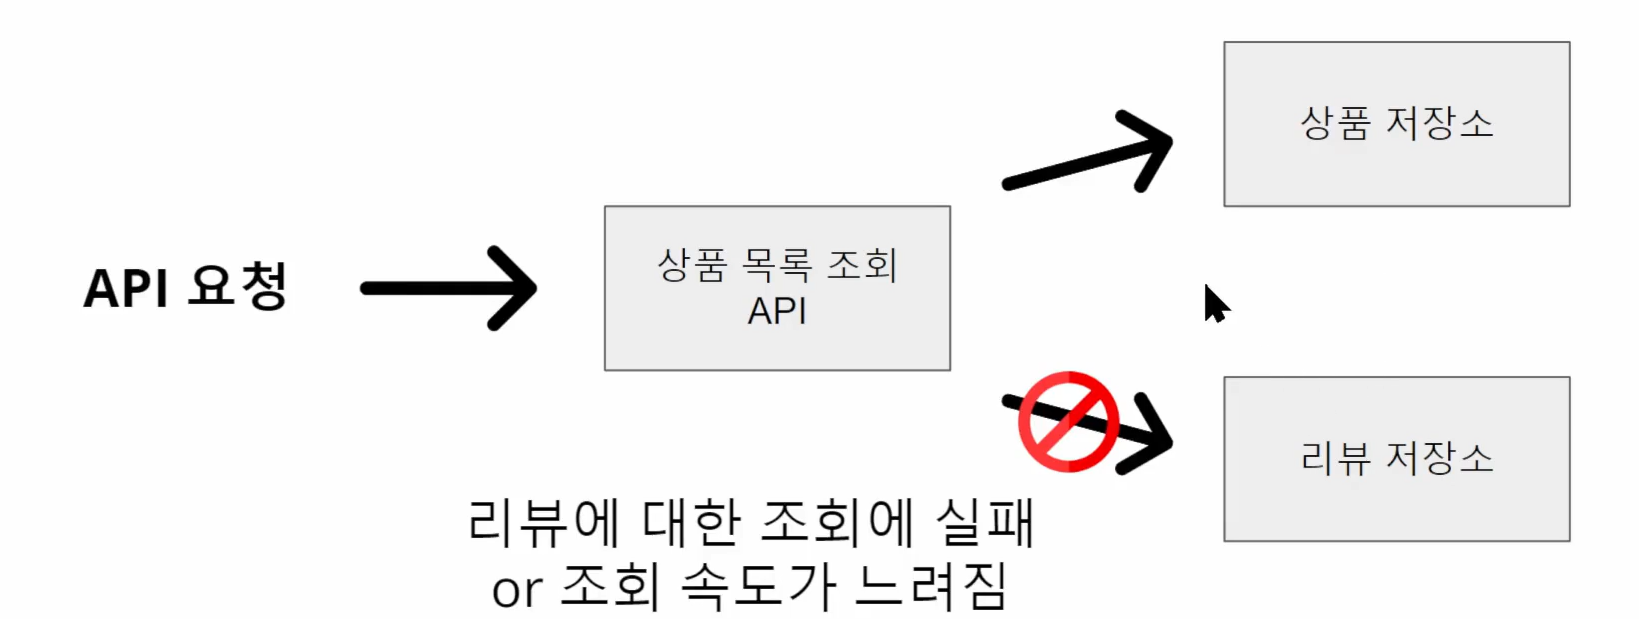 API 요청
상품 목록 조회
API
상품 저장소
리뷰 저장소
리뷰에 대한 조회에 실패
or 조회 속도가 느려짐